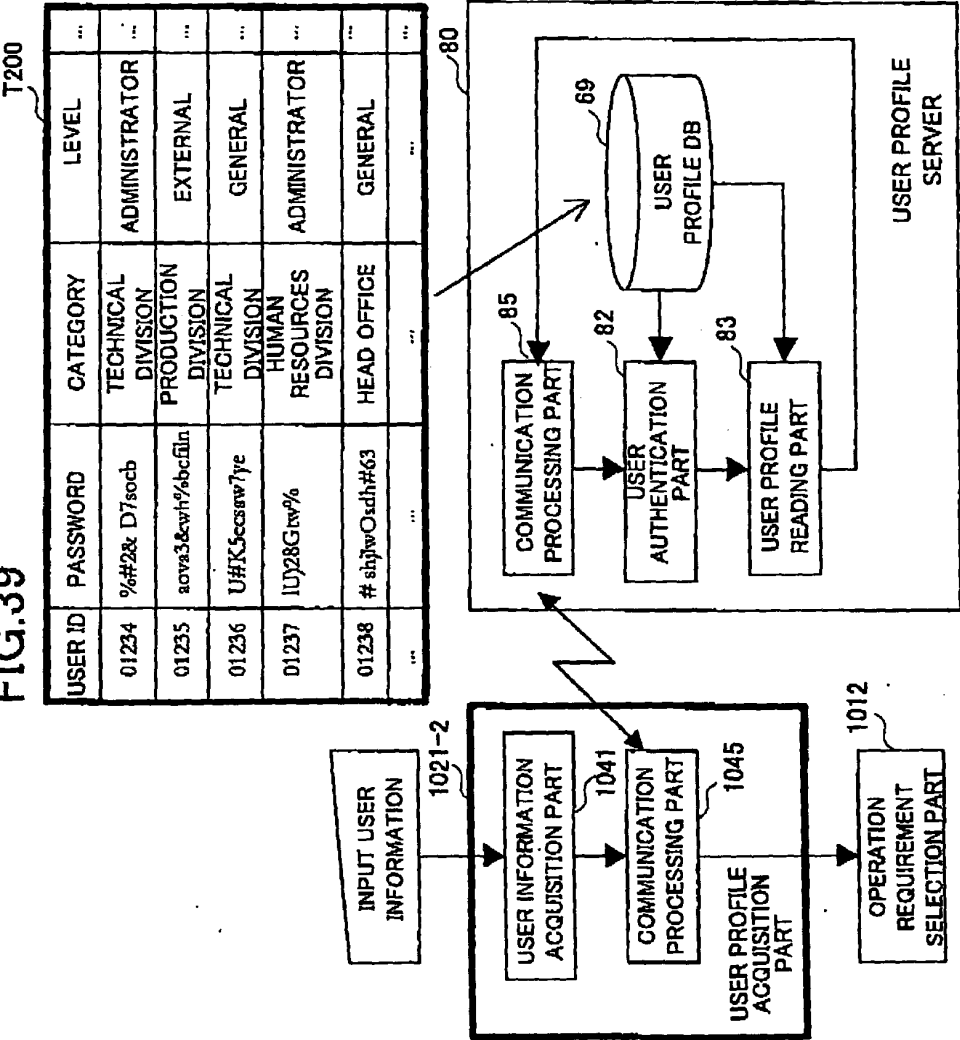 FIG.39
T200
USER ID PASSWORD CATEGORY LEVEL ...
01234 %#2& D7socb TECHNICAL DIVISION ADMINISTRATOR ...
01235 PRODUCTION DIVISION EXTERNAL ...
01236 TECHNICAL DIVISION GENERAL ...
01237 HUMAN RESOURCES DIVISION ADMINISTRATOR ...
01238 HEAD OFFICE GENERAL ...
... ... ... ... ...
INPUT USER
INFORMATION
1021-2
USER INFORMATION
ACQUISITION PART
1041
COMMUNICATION
PROCESSING PART
1045
USER PROFILE
ACQUISITION
PART
1012
OPERATION
REQUIREMENT
SELECTION PART
80
85
COMMUNICATION
PROCESSING PART
82
USER
AUTHENTICATION
PART
83
USER PROFILE
READING PART
69
USER
PROFILE DB
USER PROFILE
SERVER